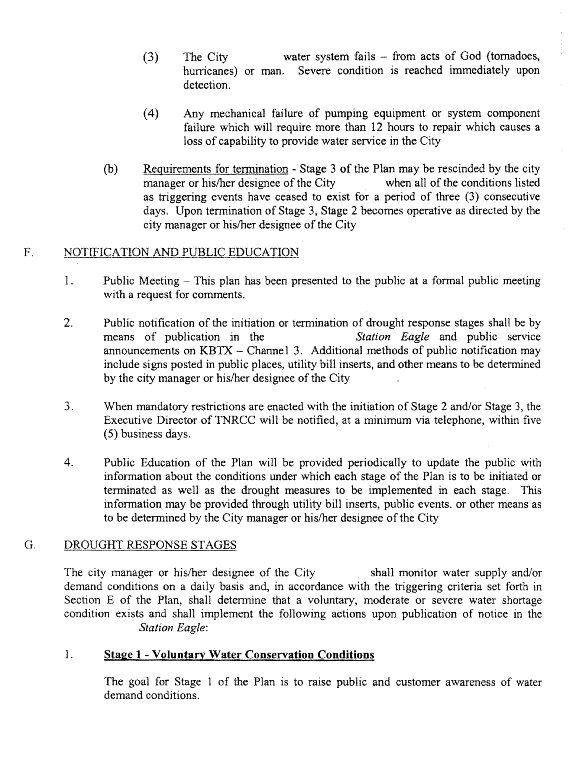 (3) The City water system fails – from acts of God (tornadoes,
hurricanes) or man. Severe condition is reached immediately upon
detection.
(4) Any mechanical failure of pumping equipment or system component
failure which will require more than 12 hours to repair which causes a
loss of capability to provide water service in the City
(b) Requirements for termination - Stage 3 of the Plan may be rescinded by the city
manager or his/her designee of the City when all of the conditions listed
as triggering events have ceased to exist for a period of three (3) consecutive
days. Upon termination of Stage 3, Stage 2 becomes operative as directed by the
city manager or his/her designee of the City
F. NOTIFICATION AND PUBLIC EDUCATION
1. Public Meeting – This plan has been presented to the public at a formal public meeting
with a request for comments.
2. Public notification of the initiation or termination of drought response stages shall be by
means of publication in the Station Eagle and public service
announcements on KBTX – Channel 3. Additional methods of public notification may
include signs posted in public places, utility bill inserts, and other means to be determined
by the city manager or his/her designee of the City .
3. When mandatory restrictions are enacted with the initiation of Stage 2 and/or Stage 3, the
Executive Director of TNRCC will be notified, at a minimum via telephone, within five
(5) business days.
4. Public Education of the Plan will be provided periodically to update the public with
information about the conditions under which each stage of the Plan is to be initiated or
terminated as well as the drought measures to be implemented in each stage. This
information may be provided through utility bill inserts, public events. or other means as
to be determined by the City manager or his/her designee of the City
G. DROUGHT RESPONSE STAGES
The city manager or his/her designee of the City shall monitor water supply and/or
demand conditions on a daily basis and, in accordance with the triggering criteria set forth in
Section E of the Plan, shall determine that a voluntary, moderate or severe water shortage
condition exists and shall implement the following actions upon publication of notice in the
Station Eagle:
1. Stage 1 - Voluntary Water Conservation Conditions
The goal for Stage 1 of the Plan is to raise public and customer awareness of water
demand conditions.